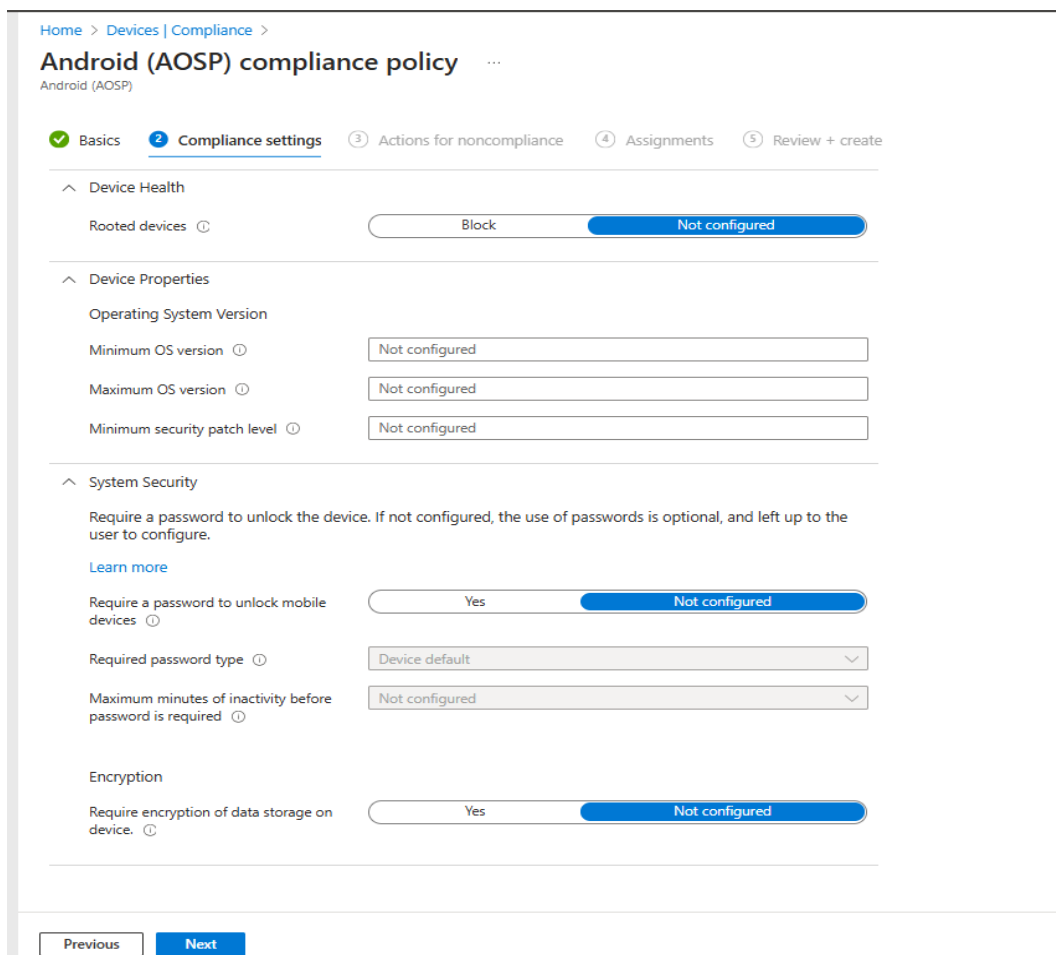 Home > Devices | Compliance >
Android (AOSP) compliance policy ...
Android (AOSP)
Basics 2 Compliance settings 3 Actions for noncompliance 4 Assignments 5 Review + create
Device Health
Rooted devices Block Not configured
Device Properties
Operating System Version
Minimum OS version Not configured
Maximum OS version Not configured
Minimum security patch level Not configured
System Security
Require a password to unlock the device. If not configured, the use of passwords is optional, and left up to the
user to configure.
Learn more
Require a password to unlock mobile
devices
Yes Not configured
Required password type Device default
Maximum minutes of inactivity before
password is required
Not configured
Encryption
Require encryption of data storage on
device.
Yes Not configured
Previous Next